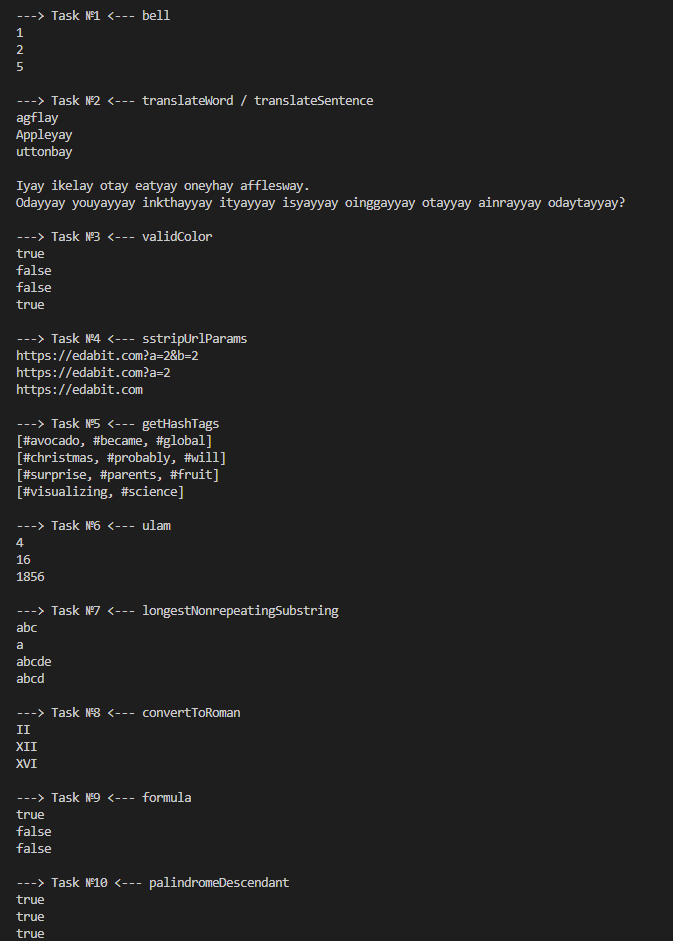 ---> Task №1 <--- bell
1
2
5
---> Task №2 <--- translateWord / translateSentence
agflay
Appleyay
uttonbay
Iyay ikelay otay eatyay oneyhay afflesway.
Odayyay youyayyay inkthayyay ityayyay isyayyay oinggayyay otayyay ainrayyay odaytayyay?
---> Task №3 <--- validColor
true
false
false
true
---> Task №4 <--- sstripUrlParams
https://edabit.com?a=2&b=2
https://edabit.com?a=2
https://edabit.com
---> Task №5 <--- getHashTags
[#avocado, #became, #global]
[#christmas, #probably, #will]
[#surprise, #parents, #fruit]
[#visualizing, #science]
---> Task №6 <--- ulam
4
16
1856
---> Task №7 <--- longestNonrepeatingSubstring
abc
a
abcde
abcd
---> Task №8 <--- convertToRoman
II
XII
XVI
---> Task №9 <--- formula
true
false
false
---> Task №10 <--- palindromeDescendant
true
true
true